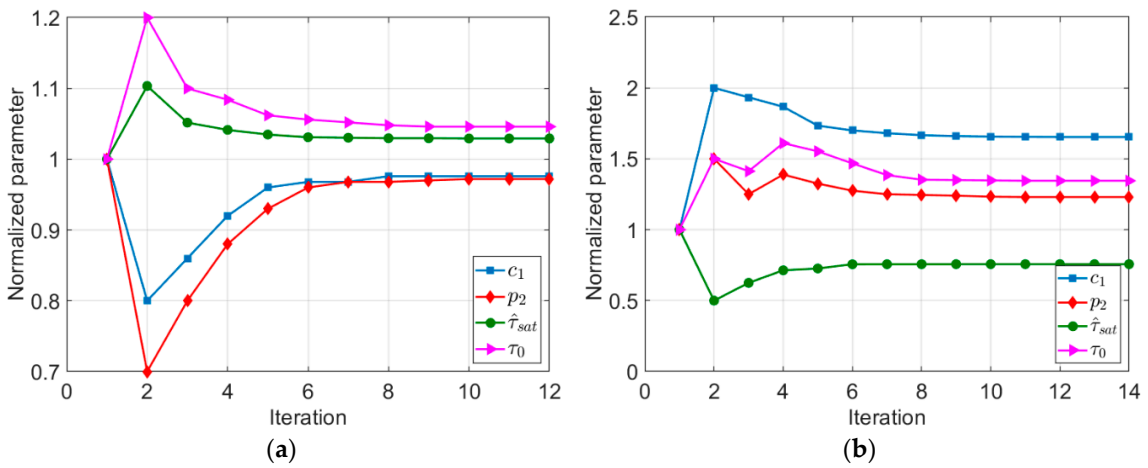 1.2
1.1
1
0.9
0.8
0.7
0 2 4 6 8 10 12
Normalized parameter
Iteration
c₁
p₂
τ̂ₛₐₜ
τ₀
(a)
2.5
2
1.5
1
0.5
0
0 2 4 6 8 10 12 14
Normalized parameter
Iteration
c₁
p₂
τ̂ₛₐₜ
τ₀
(b)